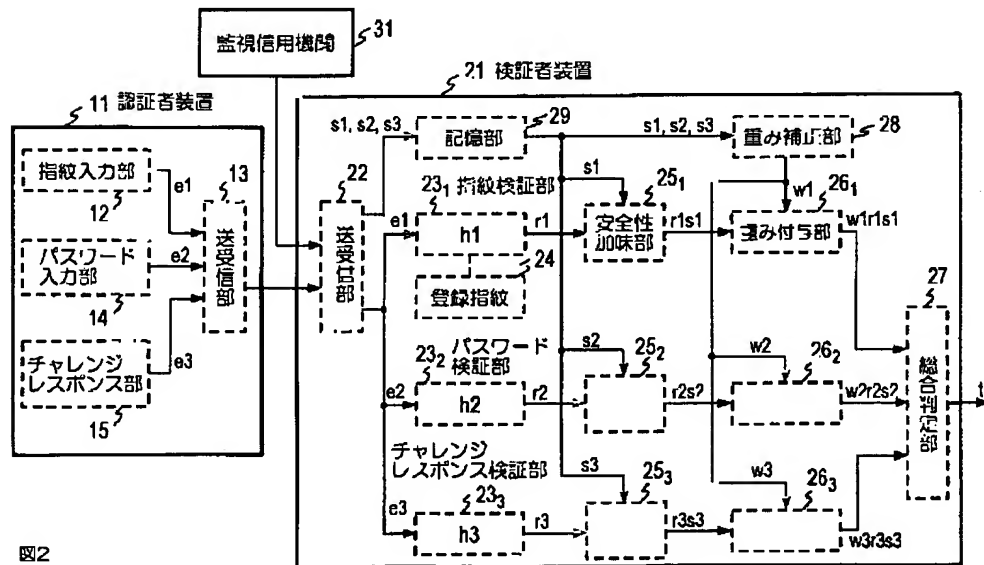 監視信用機関
31
21 検証者装置
11 認証者装置
指紋入力部
12
e1
13
送受信部
パスワード
入力部
14
e2
チャレンジ
レスポンス部
15
e3
22
送受信部
s1, s2, s3
29
記憶部
s1, s2, s3
重み補正部
28
e1
23₁ 指紋検証部
h1
r1
s1
25₁
安全性
加味部
r1s1
w1
26₁
重み付与部
w1r1s1
24
登録指紋
27
総合評価部
t
パスワード
検証部
23₂
e2
h2
r2
s2
25₂
r2s2
w2
26₂
w2r2s2
チャレンジ
レスポンス検証部
23₃
e3
h3
r3
s3
25₃
r3s3
w3
26₃
w3r3s3
図2